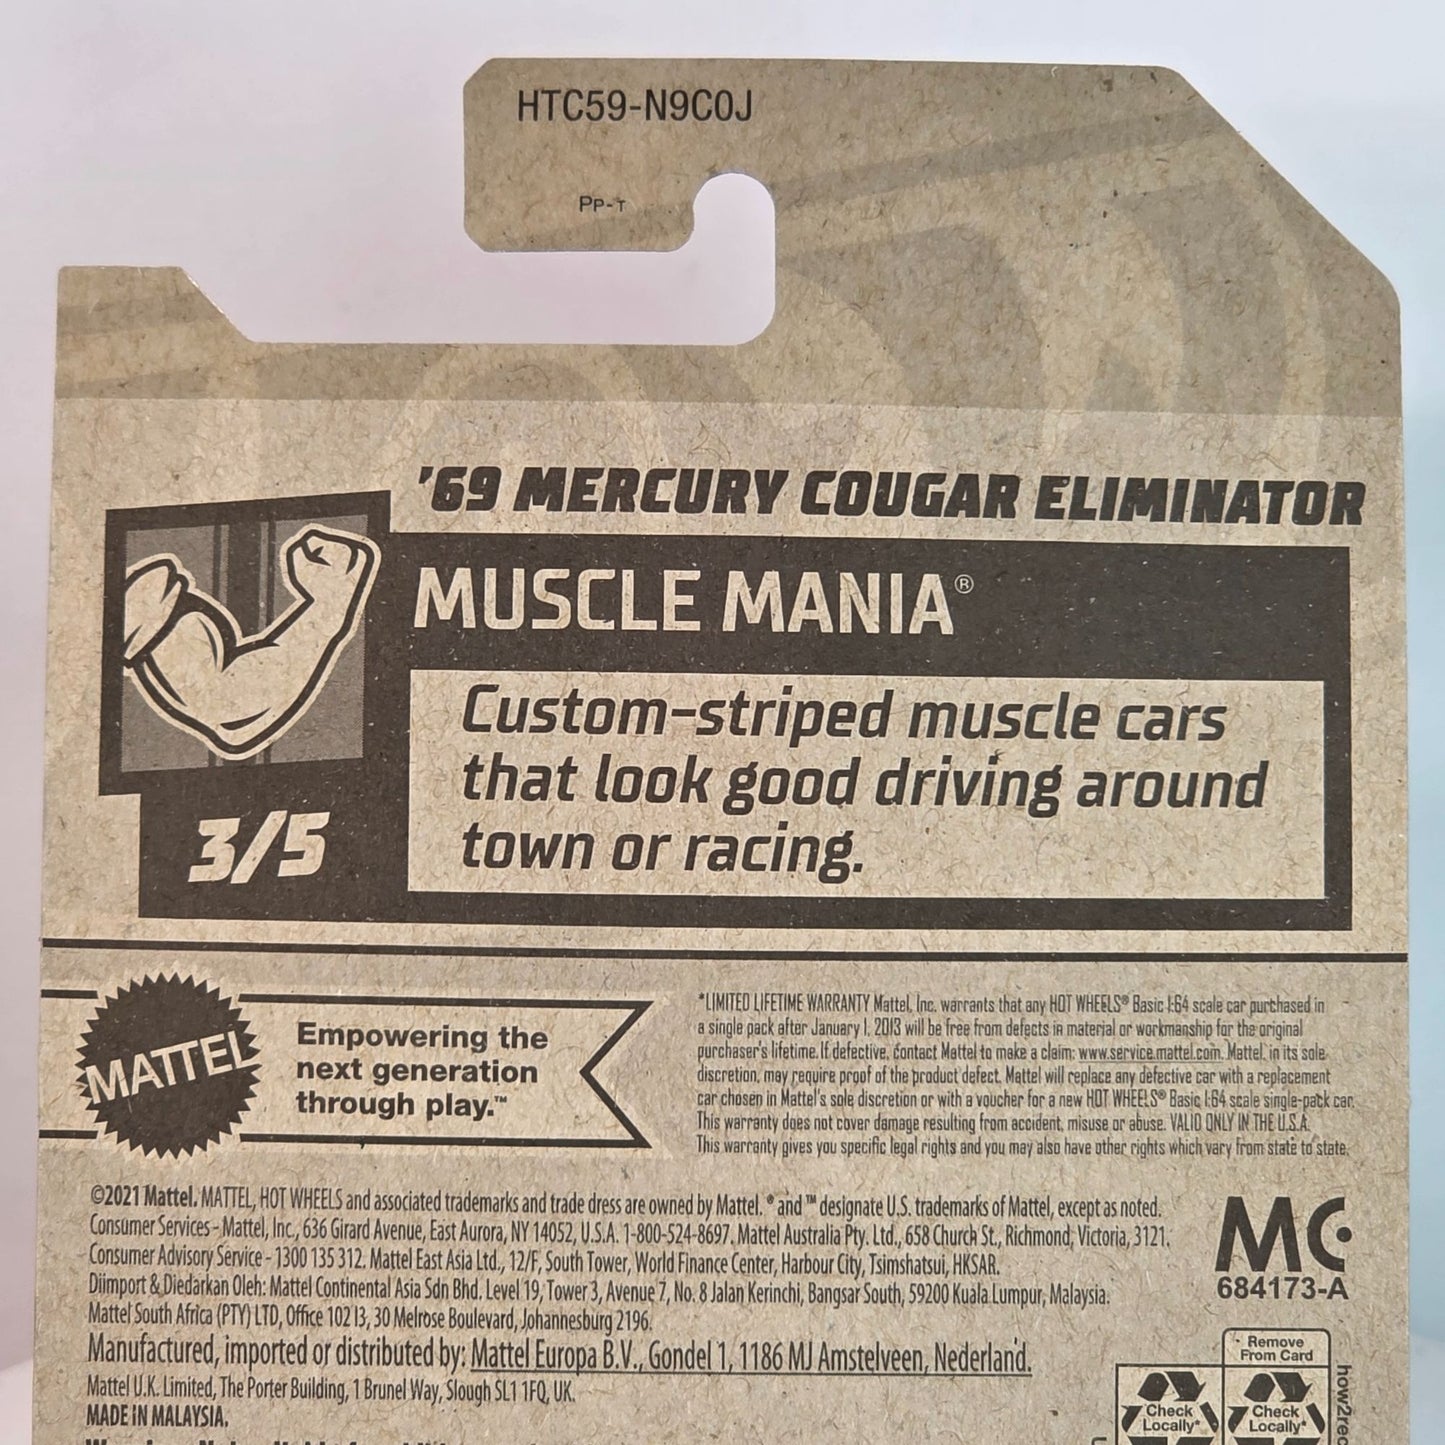 HTC59-N9C0J
PP-T
'69 MERCURY COUGAR ELIMINATOR
MUSCLE MANIA®
Custom-striped muscle cars
that look good driving around
town or racing.
3/5
MATTEL
Empowering the
next generation
through play.™
*LIMITED LIFETIME WARRANTY Mattel, Inc. warrants that any HOT WHEELS® Basic 1:64 scale car purchased in
a single pack after January 1, 2013 will be free from defects in material or workmanship for the original
purchaser's lifetime. If defective, contact Mattel to make a claim: www.service.mattel.com. Mattel, in its sole
discretion, may require proof of the product defect. Mattel will replace any defective car with a replacement
car chosen in Mattel's sole discretion or with a voucher for a new HOT WHEELS® Basic 1:64 scale single-pack car.
This warranty does not cover damage resulting from accident, misuse or abuse. VALID ONLY IN THE U.S.A.
This warranty gives you specific legal rights and you may also have other rights which vary from state to state.
©2021 Mattel. MATTEL, HOT WHEELS and associated trademarks and trade dress are owned by Mattel. ® and ™ designate U.S. trademarks of Mattel, except as noted.
Consumer Services - Mattel, Inc., 636 Girard Avenue, East Aurora, NY 14052, U.S.A. 1-800-524-8697. Mattel Australia Pty. Ltd., 658 Church St., Richmond, Victoria, 3121.
Consumer Advisory Service - 1300 135 312. Mattel East Asia Ltd., 12/F, South Tower, World Finance Center, Harbour City, Tsimshatsui, HKSAR.
Diimport & Diedarkan Oleh: Mattel Continental Asia Sdn Bhd. Level 19, Tower 3, Avenue 7, No. 8 Jalan Kerinchi, Bangsar South, 59200 Kuala Lumpur, Malaysia.
Mattel South Africa (PTY) LTD, Office 102 I3, 30 Melrose Boulevard, Johannesburg 2196.
Manufactured, imported or distributed by: Mattel Europa B.V., Gondel 1, 1186 MJ Amstelveen, Nederland.
Mattel U.K. Limited, The Porter Building, 1 Brunel Way, Slough SL1 1FQ, UK.
MADE IN MALAYSIA.
MC
684173-A
Remove
From Card
Check
Locally*
Check
Locally*
how2rec